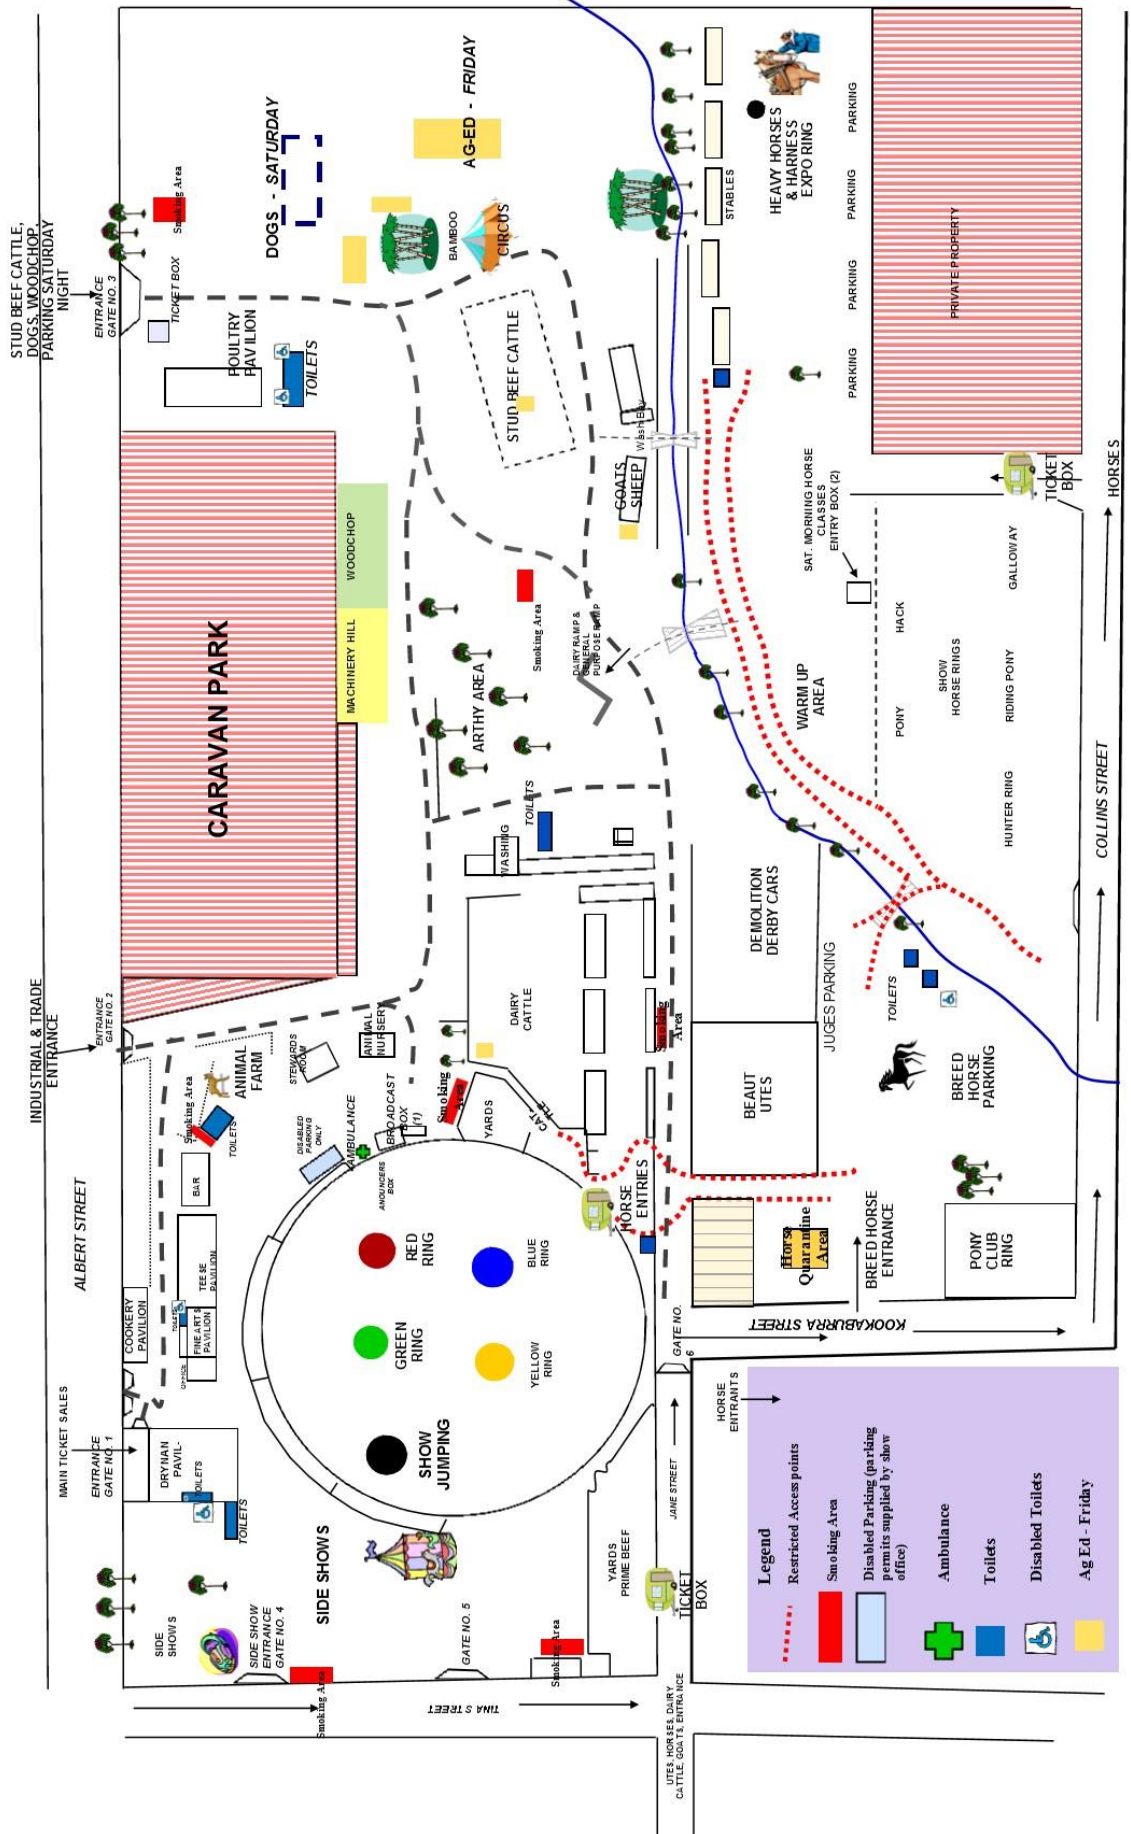 STUD BEEF CATTLE,
DOGS, WOODCHOP,
PARKING SATURDAY
NIGHT
ENTRANCE
GATE NO. 3
TICKET BOX
Smoking Area
DOGS - SATURDAY
AG-ED - FRIDAY
POULTRY
PAVILION
TOILETS
BAMBOO
CIRCUS
STUD BEEF CATTLE
STABLES
HEAVY HORSES
& HARNESS
EXPO RING
PARKING
PARKING
PARKING
PARKING
PRIVATE PROPERTY
Wash Bay
GOATS
SHEEP
CARAVAN PARK
WOODCHOP
MACHINERY HILL
ARTHY AREA
Smoking Area
DAIRY RAMP &
GENERAL
PURPOSE RAMP
SAT. MORNING HORSE
CLASSES
ENTRY BOX (2)
TICKET
BOX
HORSES
WARM UP
AREA
HACK
PONY
GALLOWAY
SHOW
HORSE RINGS
RIDING PONY
HUNTER RING
COLLINS STREET
INDUSTRIAL & TRADE
ENTRANCE
ENTRANCE
GATE NO. 2
WASHING
TOILETS
DEMOLITION
DERBY CARS
JUGES PARKING
TOILETS
BREED
HORSE
PARKING
BEAUT
UTES
DAIRY
CATTLE
Smoking
Area
ANIMAL
NURSERY
ANIMAL
FARM
STEWARDS
ROOM
Smoking Area
TOILETS
DISABLED
PARKING
ONLY
AMBULANCE
BROADCAST
BOX
(1)
ANOUNCERS
BOX
Smoking
Area
YARDS
CAT-
TLE
ALBERT STREET
BAR
TEESE
PAVILION
FINE ARTS
PAVILION
TOILETS
OFFICE
COOKERY
PAVILION
RED
RING
BLUE
RING
GREEN
RING
YELLOW
RING
SHOW
JUMPING
HORSE
ENTRIES
Horse
Quarantine
Area
BREED HORSE
ENTRANCE
PONY
CLUB
RING
KOOKABURRA STREET
GATE NO.
6
MAIN TICKET SALES
ENTRANCE
GATE NO. 1
DRYNAN
PAVIL-
TOILETS
TOILETS
SIDE SHOWS
SIDE
SHOWS
SIDE SHOW
ENTRANCE
GATE NO. 4
Smoking Area
GATE NO. 5
Smoking Area
YARDS
PRIME BEEF
JANE STREET
TICKET
BOX
TINA STREET
UTES, HORSES, DAIRY
CATTLE, GOATS, ENTRANCE
HORSE
ENTRANTS
Legend
Restricted Access points
Smoking Area
Disabled Parking (parking
permits supplied by show
office)
Ambulance
Toilets
Disabled Toilets
Ag Ed - Friday